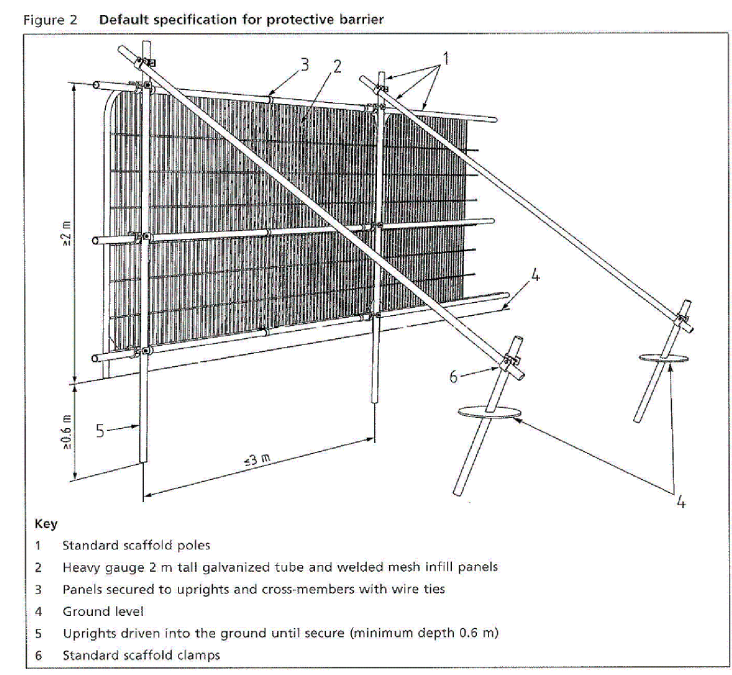 Figure 2 Default specification for protective barrier
1
3
2
≥2 m
4
6
5
≥0.6 m
≤3 m
4
Key
1 Standard scaffold poles
2 Heavy gauge 2 m tall galvanized tube and welded mesh infill panels
3 Panels secured to uprights and cross-members with wire ties
4 Ground level
5 Uprights driven into the ground until secure (minimum depth 0.6 m)
6 Standard scaffold clamps